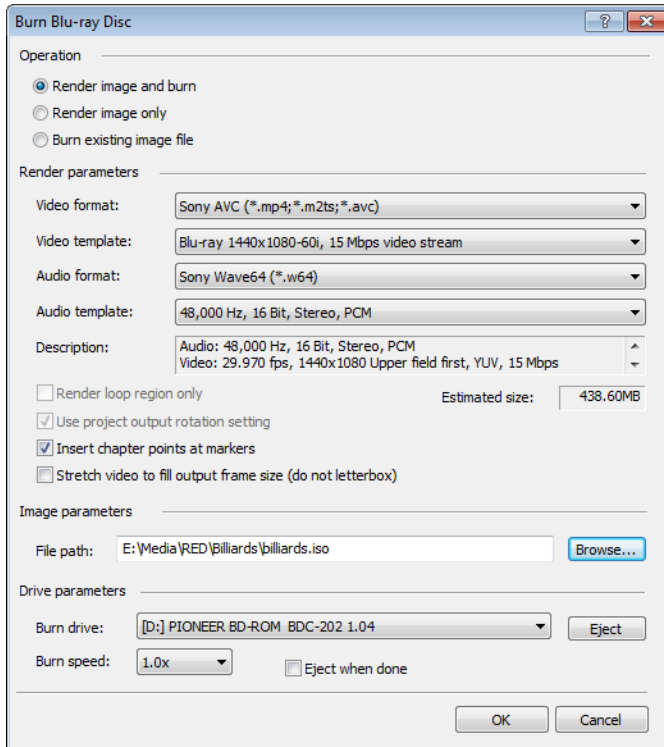 Burn Blu-ray Disc
Operation
Render image and burn
Render image only
Burn existing image file
Render parameters
Video format: Sony AVC (*.mp4;*.m2ts;*.avc)
Video template: Blu-ray 1440x1080-60i, 15 Mbps video stream
Audio format: Sony Wave64 (*.w64)
Audio template: 48,000 Hz, 16 Bit, Stereo, PCM
Description: Audio: 48,000 Hz, 16 Bit, Stereo, PCM
Video: 29.970 fps, 1440x1080 Upper field first, YUV, 15 Mbps
Render loop region only Estimated size: 438.60MB
Use project output rotation setting
Insert chapter points at markers
Stretch video to fill output frame size (do not letterbox)
Image parameters
File path: E:\Media\RED\Billiards\billiards.iso Browse...
Drive parameters
Burn drive: [D:] PIONEER BD-ROM BDC-202 1.04 Eject
Burn speed: 1.0x Eject when done
OK Cancel